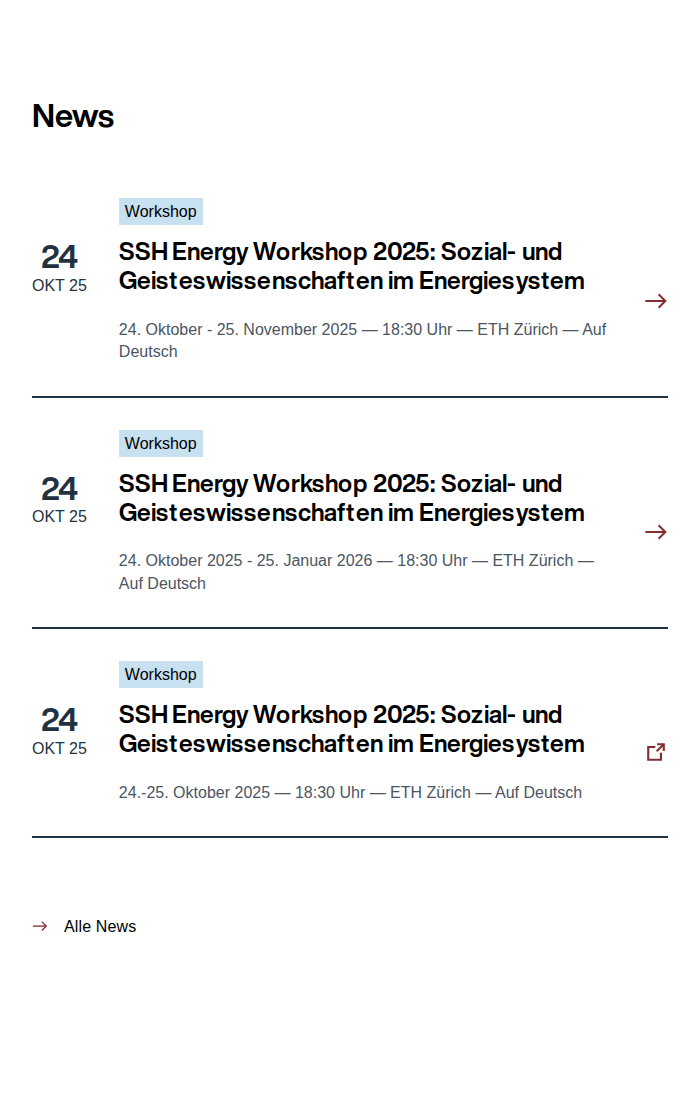 News
Workshop
24
OKT 25
SSH Energy Workshop 2025: Sozial- und
Geisteswissenschaften im Energiesystem
24. Oktober - 25. November 2025 — 18:30 Uhr — ETH Zürich — Auf
Deutsch
Workshop
24
OKT 25
SSH Energy Workshop 2025: Sozial- und
Geisteswissenschaften im Energiesystem
24. Oktober 2025 - 25. Januar 2026 — 18:30 Uhr — ETH Zürich —
Auf Deutsch
Workshop
24
OKT 25
SSH Energy Workshop 2025: Sozial- und
Geisteswissenschaften im Energiesystem
24.-25. Oktober 2025 — 18:30 Uhr — ETH Zürich — Auf Deutsch
Alle News